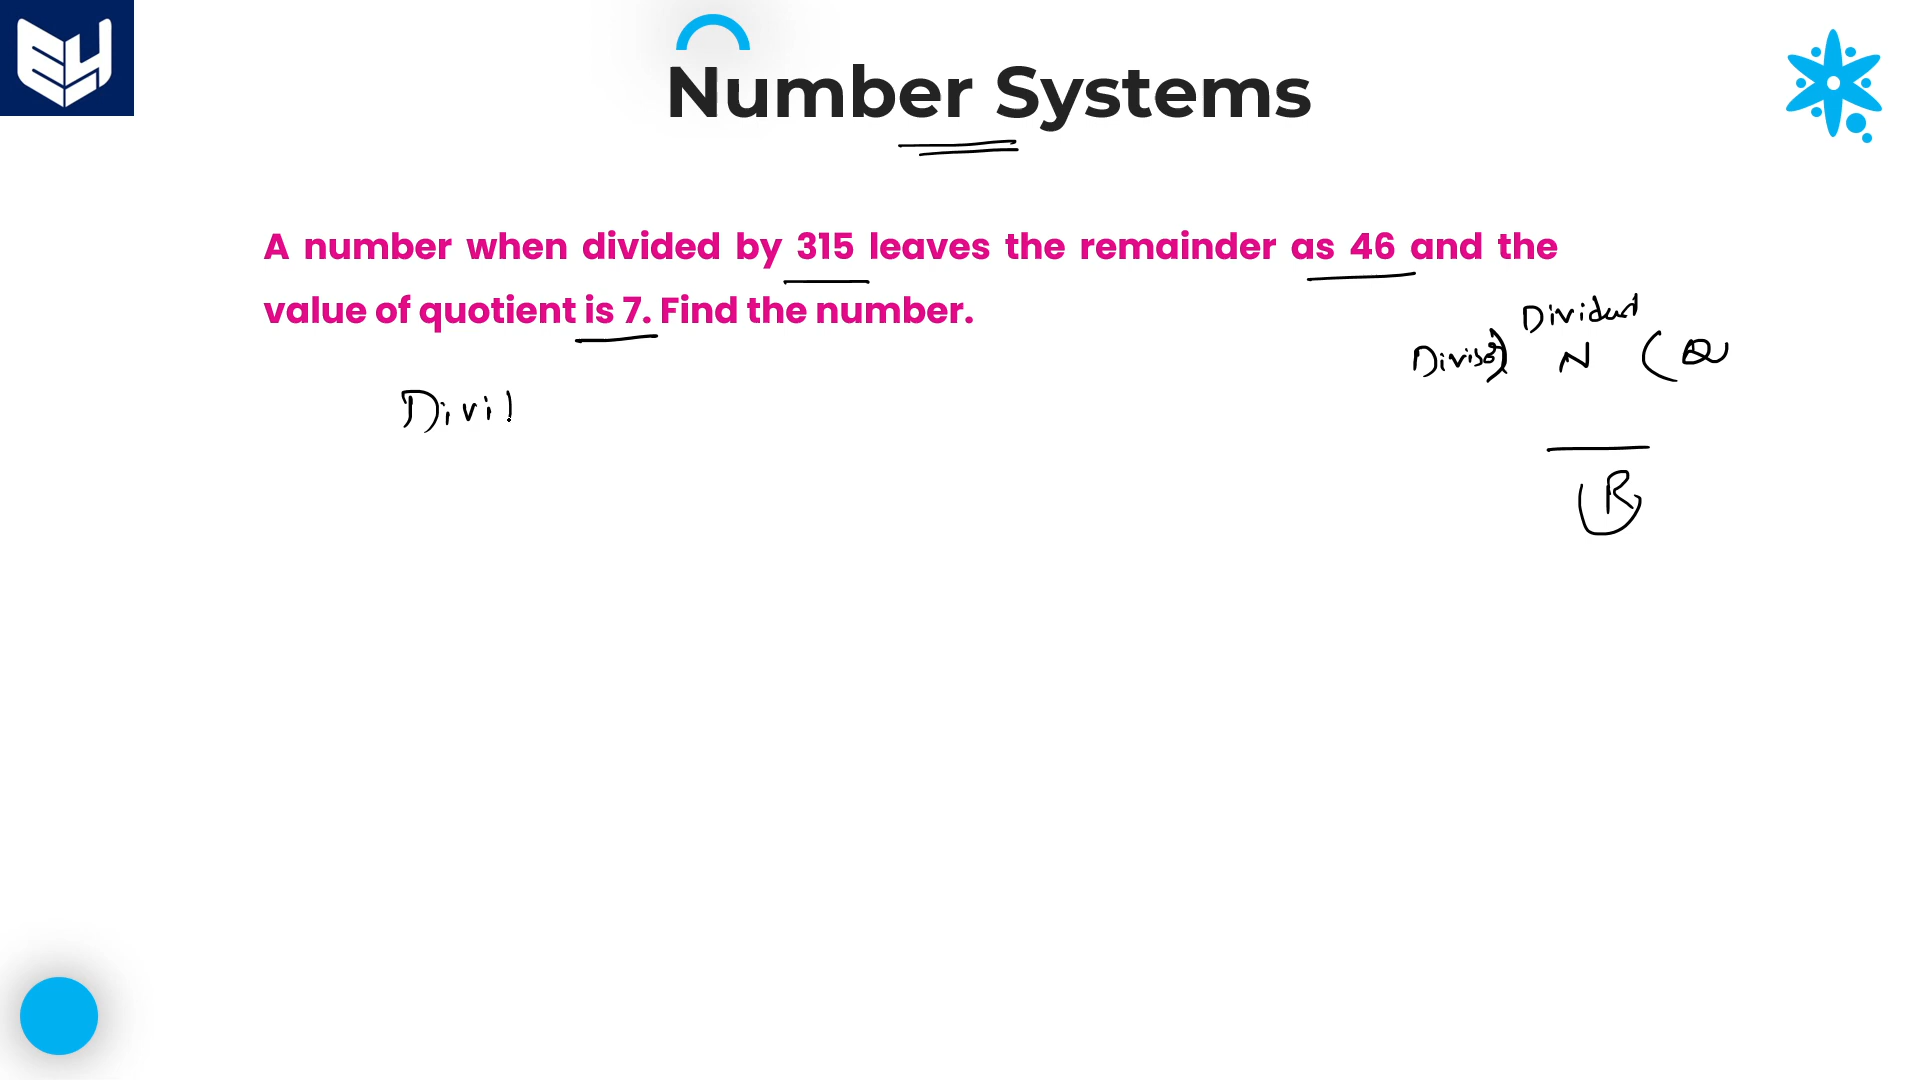 Number Systems
A number when divided by 315 leaves the remainder as 46 and the
value of quotient is 7. Find the number.
Dividend
Divisor) N ( Q
Divi
R